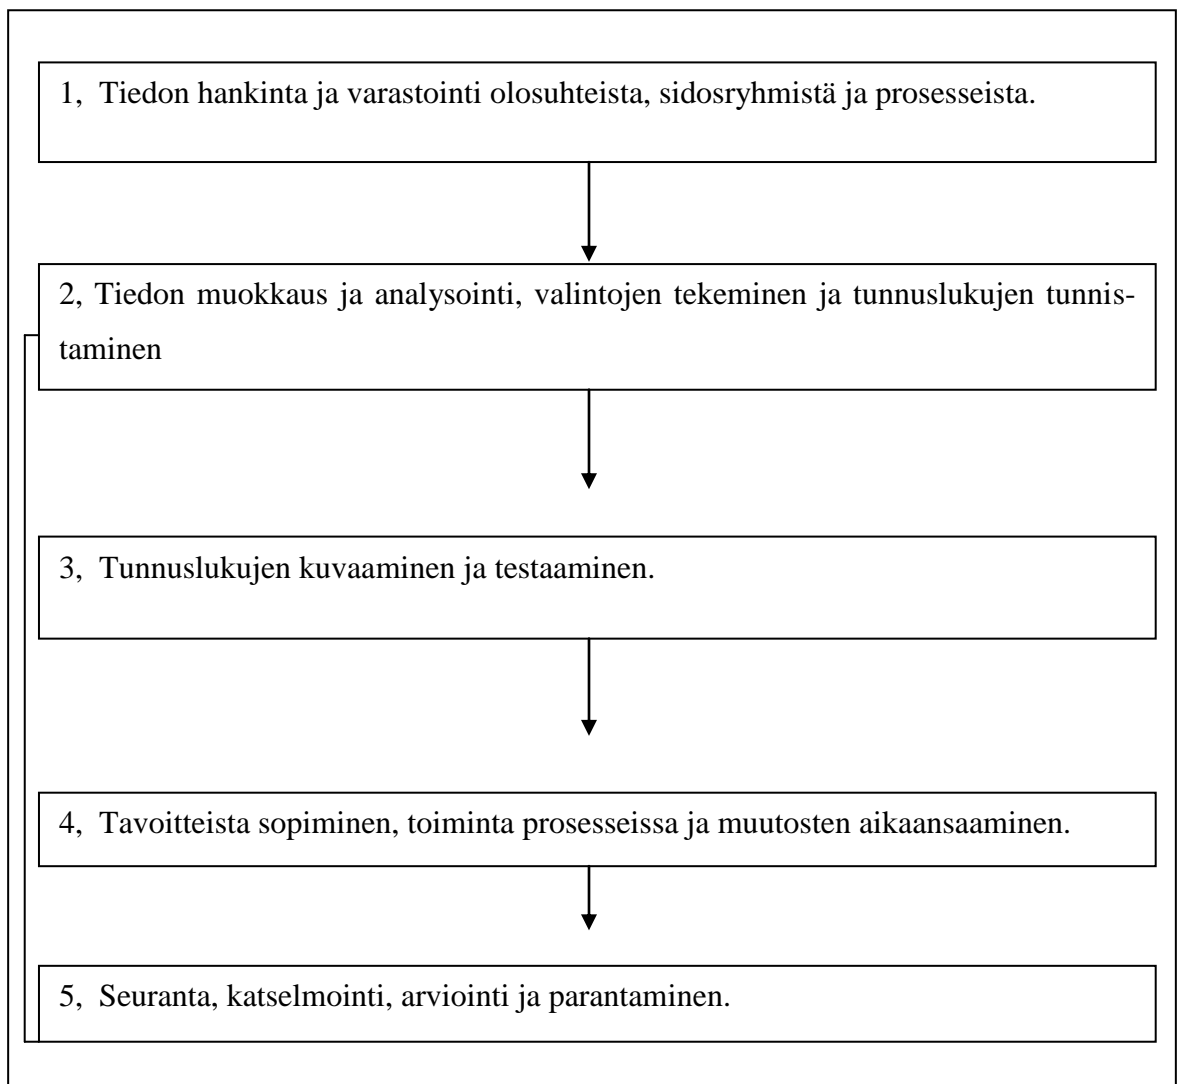 1, Tiedon hankinta ja varastointi olosuhteista, sidosryhmistä ja prosesseista.
2, Tiedon muokkaus ja analysointi, valintojen tekeminen ja tunnuslukujen tunnis-
taminen
3, Tunnuslukujen kuvaaminen ja testaaminen.
4, Tavoitteista sopiminen, toiminta prosesseissa ja muutosten aikaansaaminen.
5, Seuranta, katselmointi, arviointi ja parantaminen.